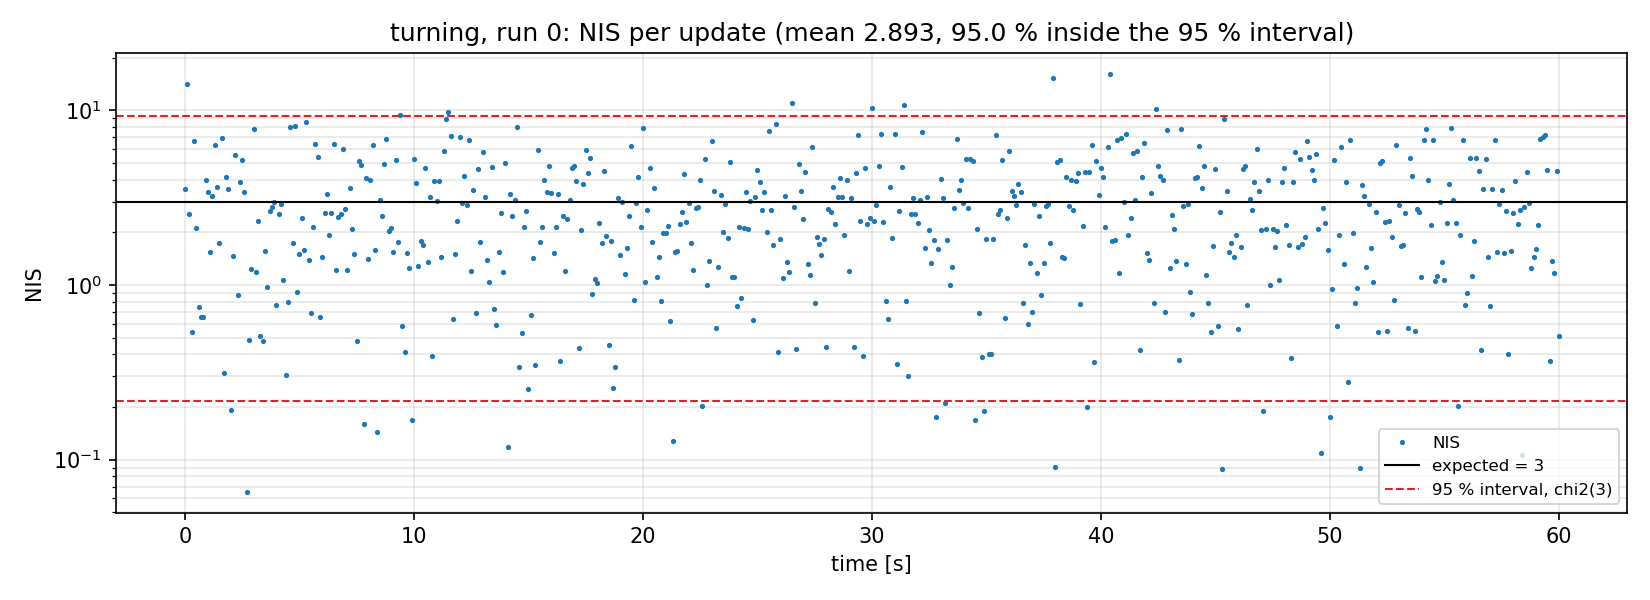 turning, run 0: NIS per update (mean 2.893, 95.0 % inside the 95 % interval)
NIS
10¹
10⁰
10⁻¹
0 10 20 30 40 50 60
time [s]
NIS
expected = 3
95 % interval, chi2(3)